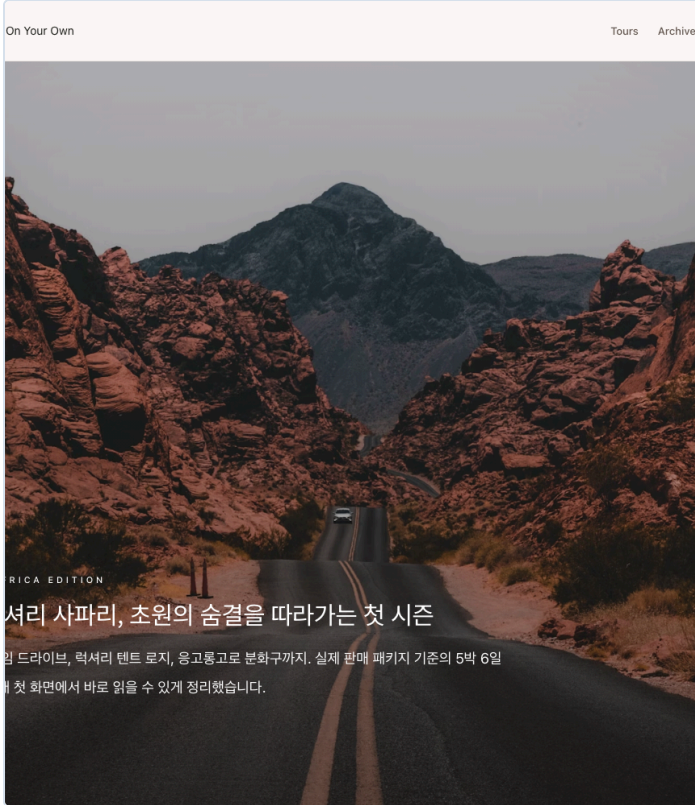 On Your Own
Tours Archive
RICA EDITION
셔리 사파리, 초원의 숨결을 따라가는 첫 시즌
드라이브, 럭셔리 텐트 로지, 응고롱고로 분화구까지. 실제 판매 패키지 기준의 5박 6일
첫 화면에서 바로 읽을 수 있게 정리했습니다.